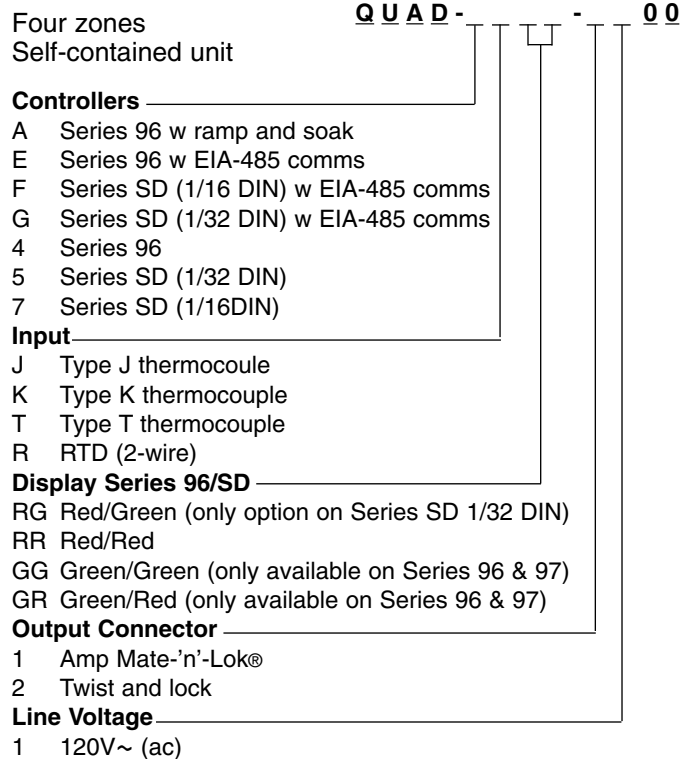 Four zones
QUAD-_ _ _ _ - _ _ 00
Self-contained unit
Controllers
A Series 96 w ramp and soak
E Series 96 w EIA-485 comms
F Series SD (1/16 DIN) w EIA-485 comms
G Series SD (1/32 DIN) w EIA-485 comms
4 Series 96
5 Series SD (1/32 DIN)
7 Series SD (1/16DIN)
Input
J Type J thermocoule
K Type K thermocouple
T Type T thermocouple
R RTD (2-wire)
Display Series 96/SD
RG Red/Green (only option on Series SD 1/32 DIN)
RR Red/Red
GG Green/Green (only available on Series 96 & 97)
GR Green/Red (only available on Series 96 & 97)
Output Connector
1 Amp Mate-'n'-Lok®
2 Twist and lock
Line Voltage
1 120V~ (ac)